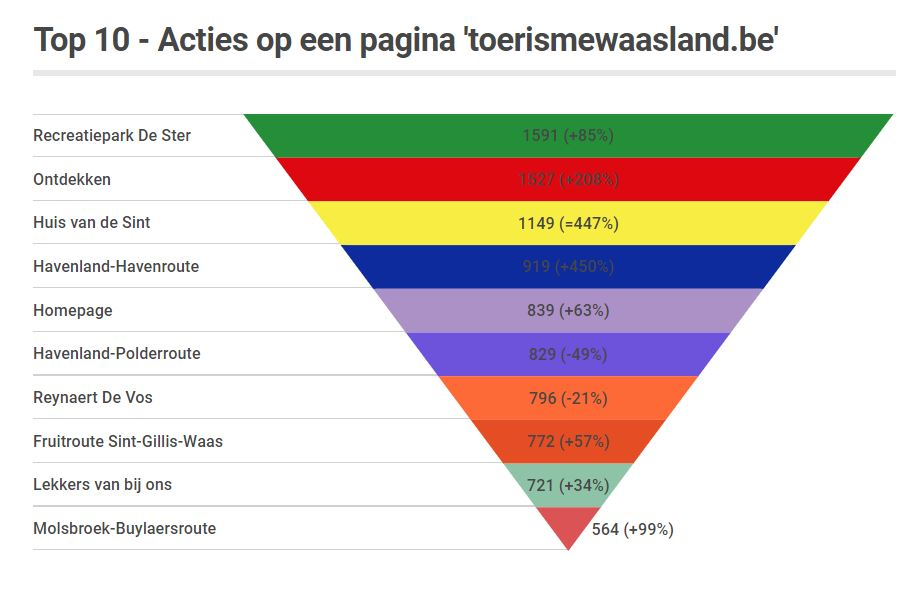 Top 10 - Acties op een pagina 'toerismewaasland.be'
Recreatiepark De Ster 1591 (+85%)
Ontdekken 1527 (+208%)
Huis van de Sint 1149 (=447%)
Havenland-Havenroute 919 (+450%)
Homepage 839 (+63%)
Havenland-Polderroute 829 (-49%)
Reynaert De Vos 796 (-21%)
Fruitroute Sint-Gillis-Waas 772 (+57%)
Lekkers van bij ons 721 (+34%)
Molsbroek-Buylaersroute 564 (+99%)